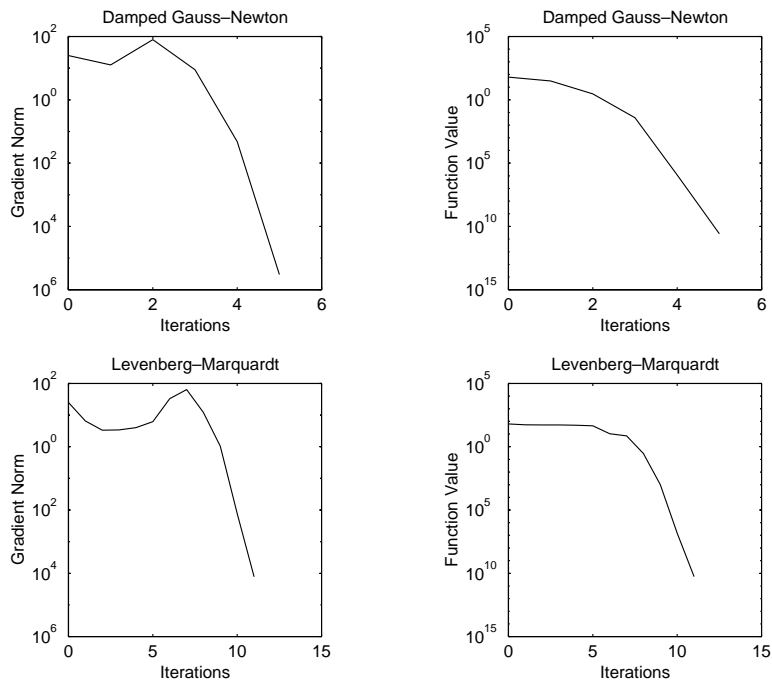 Damped Gauss–Newton
10^2
10^0
10^2
10^4
10^6
Gradient Norm
0 2 4 6
Iterations
Damped Gauss–Newton
10^5
10^0
10^5
10^10
10^15
Function Value
0 2 4 6
Iterations
Levenberg–Marquardt
10^2
10^0
10^2
10^4
10^6
Gradient Norm
0 5 10 15
Iterations
Levenberg–Marquardt
10^5
10^0
10^5
10^10
10^15
Function Value
0 5 10 15
Iterations